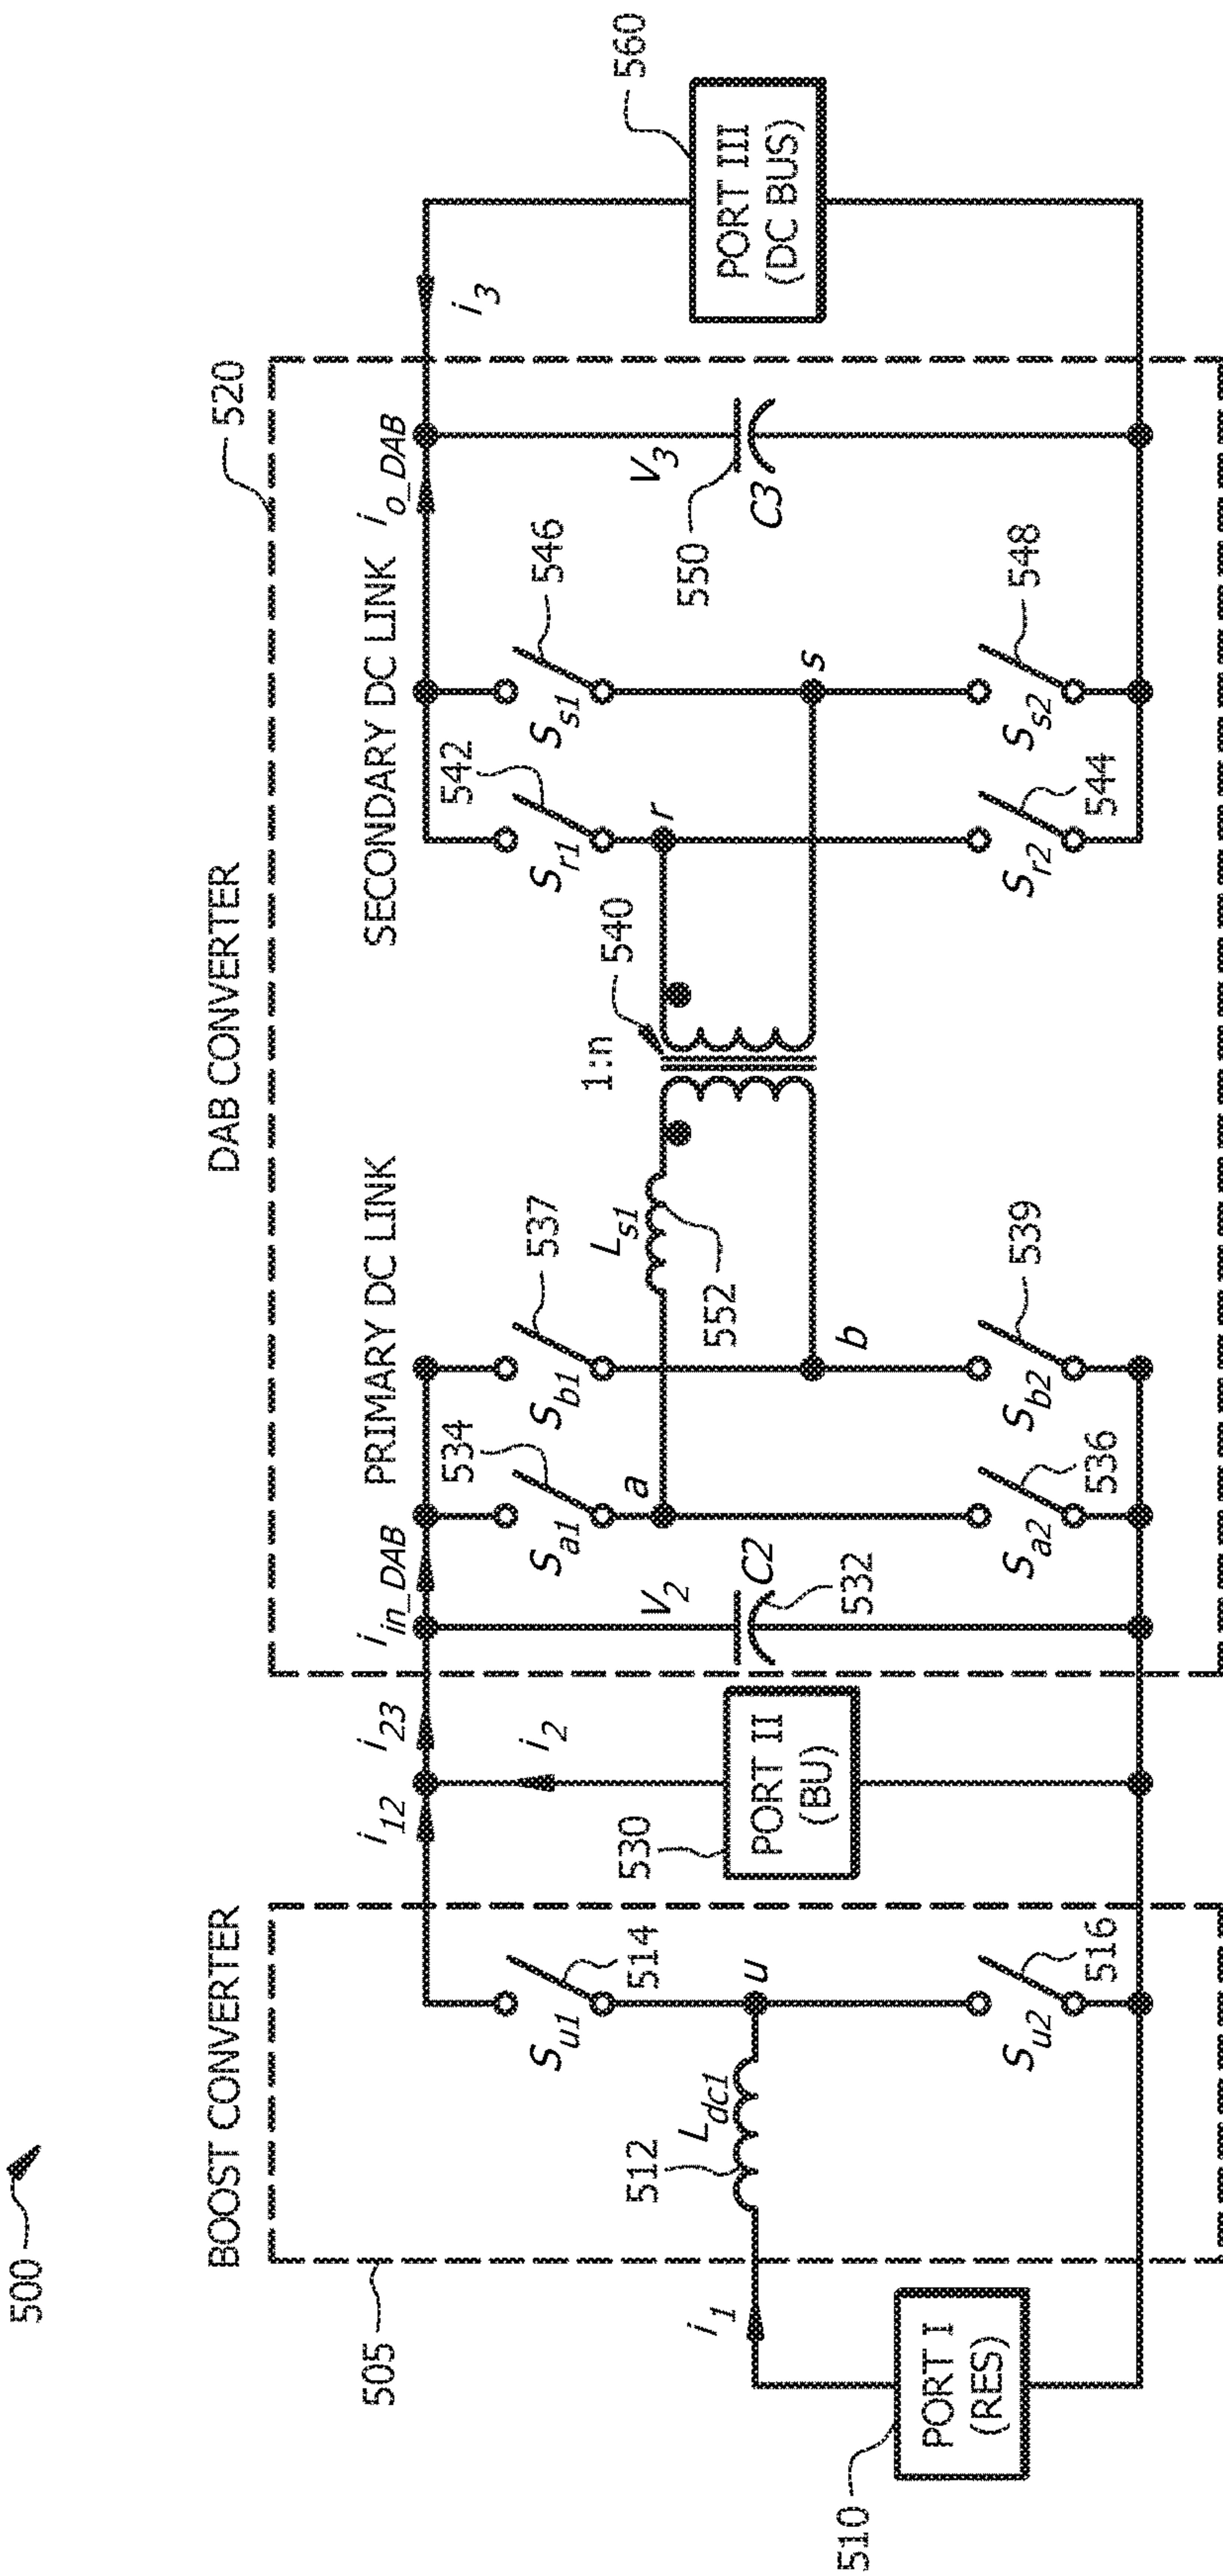 500
BOOST CONVERTER
505
510
PORT I
(RES)
i1
512
Ldc1
u
Su1
514
Su2
516
i12
i23
i2
530
PORT II
(BU)
DAB CONVERTER
520
iin_DAB
PRIMARY DC LINK
V2
C2
532
534
Sa1
a
Sa2
536
537
Sb1
b
Sb2
539
Ls1
552
1:n
540
SECONDARY DC LINK
io_DAB
542
Sr1
r
Sr2
544
546
Ss1
s
Ss2
548
V3
550
C3
i3
560
PORT III
(DC BUS)